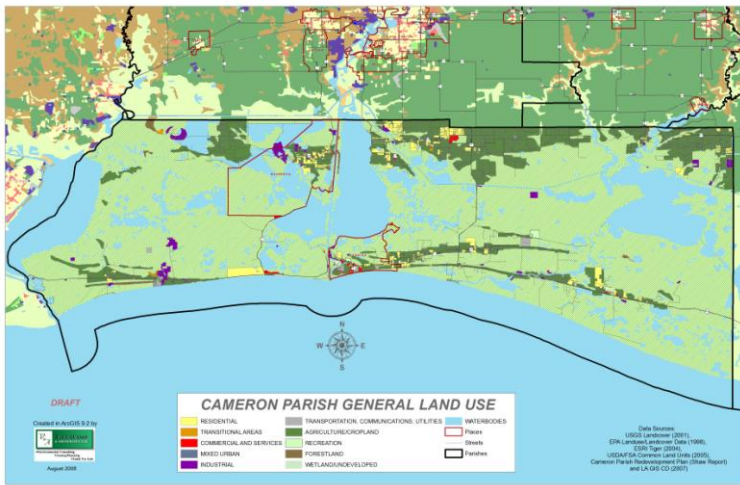 N
W E
S
DRAFT
Created in ArcGIS 9.2 by
August 2008
CAMERON PARISH GENERAL LAND USE
RESIDENTIAL
TRANSITIONAL AREAS
COMMERCIAL AND SERVICES
MIXED URBAN
INDUSTRIAL
TRANSPORTATION, COMMUNICATIONS, UTILITIES
AGRICULTURE/CROPLAND
RECREATION
FORESTLAND
WETLAND/UNDEVELOPED
WATERBODIES
Places
Streets
Parishes
Data Sources:
USGS Landcover (2001),
EPA Landuse/Landcover Data (1998),
ESRI Tiger (2004),
USDA/FSA Common Land Units (2005),
Cameron Parish Redevelopment Plan (Shaw Report)
and LA GIS CD (2007)